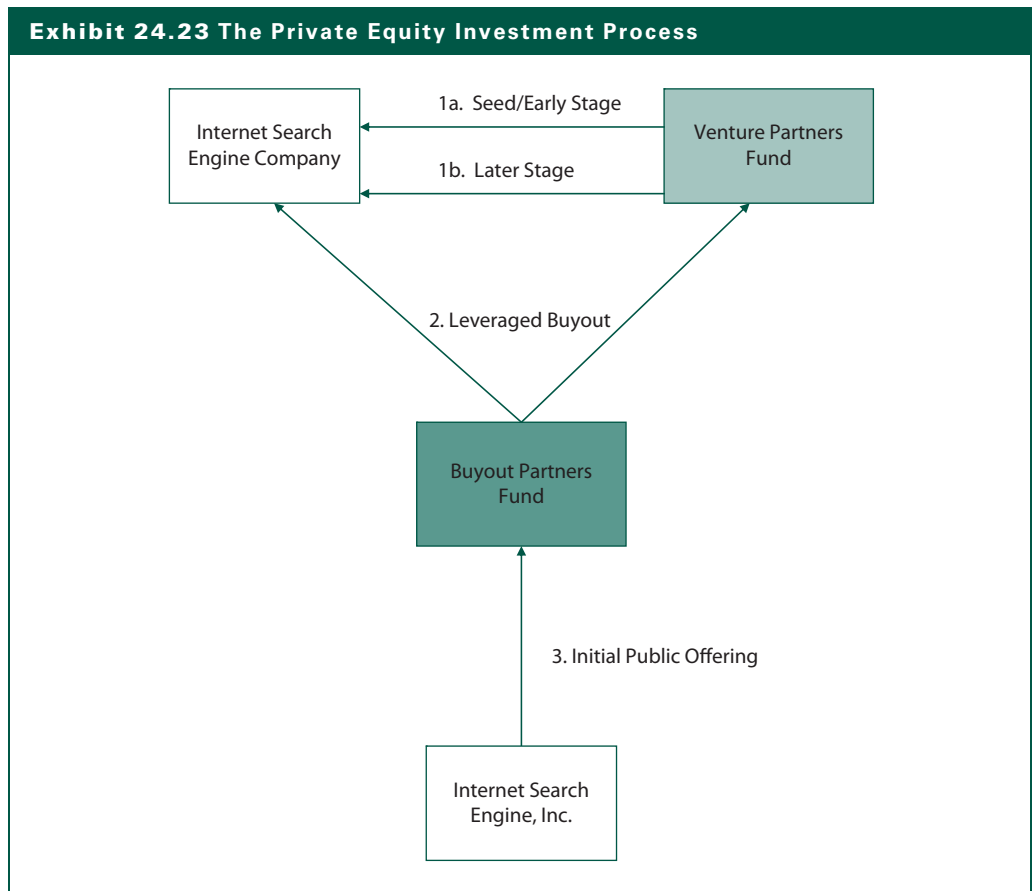 Exhibit 24.23 The Private Equity Investment Process
1a. Seed/Early Stage
Internet Search
Engine Company
Venture Partners
Fund
1b. Later Stage
2. Leveraged Buyout
Buyout Partners
Fund
3. Initial Public Offering
Internet Search
Engine, Inc.